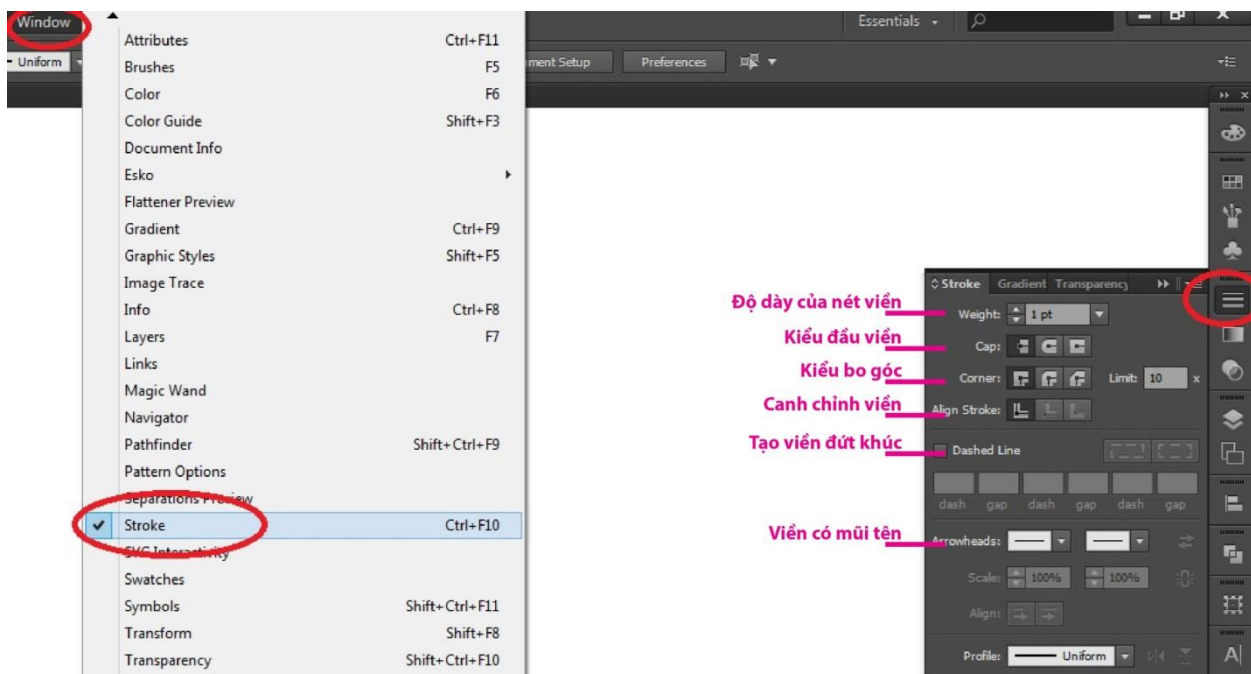 Window
Essentials
Uniform
ment Setup
Preferences
Attributes Ctrl+F11
Brushes F5
Color F6
Color Guide Shift+F3
Document Info
Esko
Flattener Preview
Gradient Ctrl+F9
Graphic Styles Shift+F5
Image Trace
Info Ctrl+F8
Layers F7
Links
Magic Wand
Navigator
Pathfinder Shift+Ctrl+F9
Pattern Options
Separations Preview
Stroke Ctrl+F10
SVG Interactivity
Swatches
Symbols Shift+Ctrl+F11
Transform Shift+F8
Transparency Shift+Ctrl+F10
Stroke Gradient Transparency
Độ dày của nét viền
Weight: 1 pt
Kiểu đầu viền
Cap:
Kiểu bo góc
Corner: Limit: 10 x
Canh chỉnh viền
Align Stroke:
Tạo viền đứt khúc
Dashed Line
dash gap dash gap dash gap
Viền có mũi tên
Arrowheads:
Scale: 100% 100%
Align:
Profile: Uniform
A